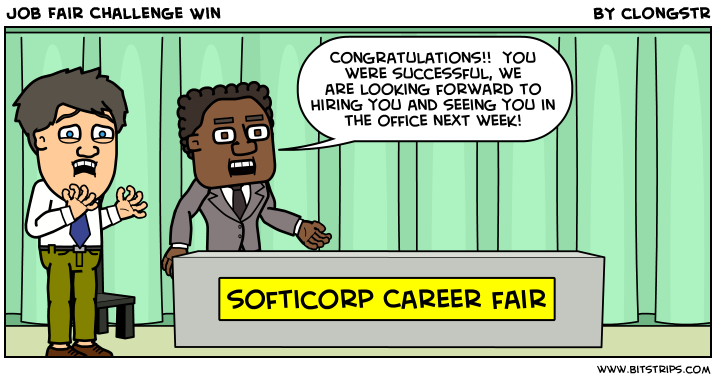 JOB FAIR CHALLENGE WIN
BY CLONGSTR
CONGRATULATIONS!! YOU
WERE SUCCESSFUL, WE
ARE LOOKING FORWARD TO
HIRING YOU AND SEEING YOU IN
THE OFFICE NEXT WEEK!
SOFTICORP CAREER FAIR
WWW.BITSTRIPS.COM